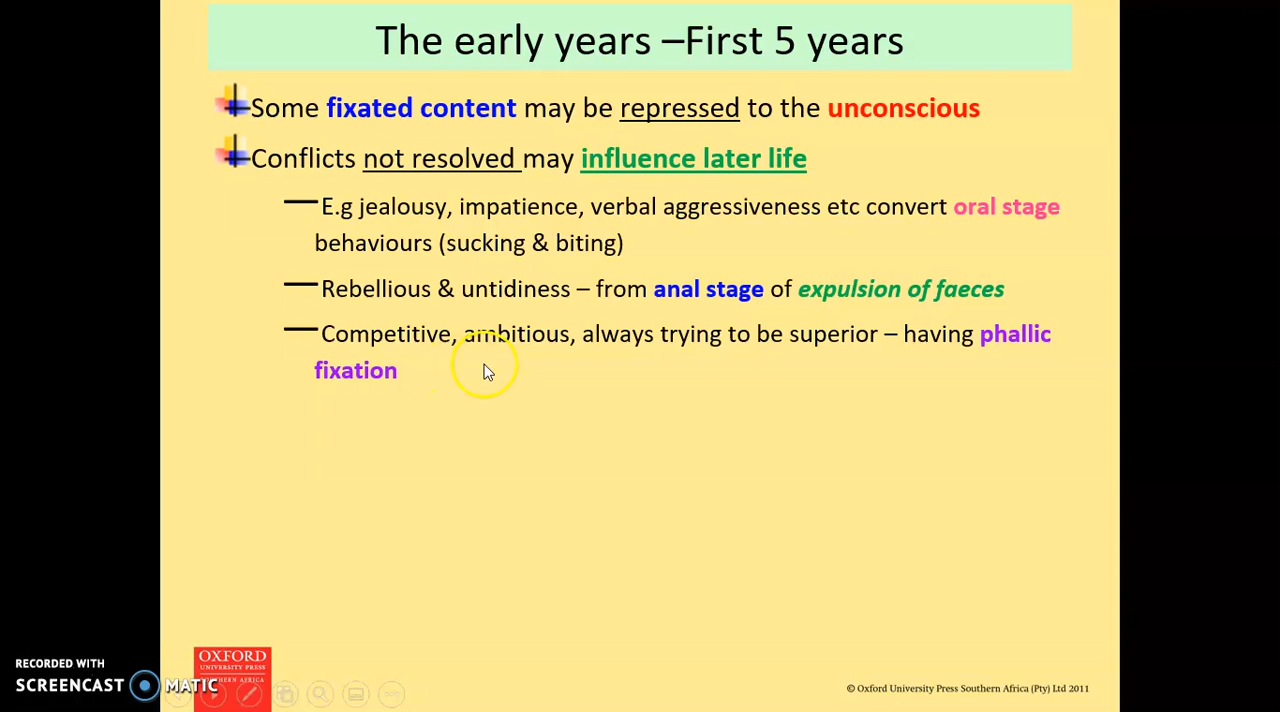 The early years –First 5 years
Some fixated content may be repressed to the unconscious
Conflicts not resolved may influence later life
E.g jealousy, impatience, verbal aggressiveness etc convert oral stage
behaviours (sucking & biting)
Rebellious & untidiness – from anal stage of expulsion of faeces
Competitive, ambitious, always trying to be superior – having phallic
fixation
OXFORD
UNIVERSITY PRESS
SOUTHERN AFRICA
RECORDED WITH
SCREENCAST MATIC
© Oxford University Press Southern Africa (Pty) Ltd 2011